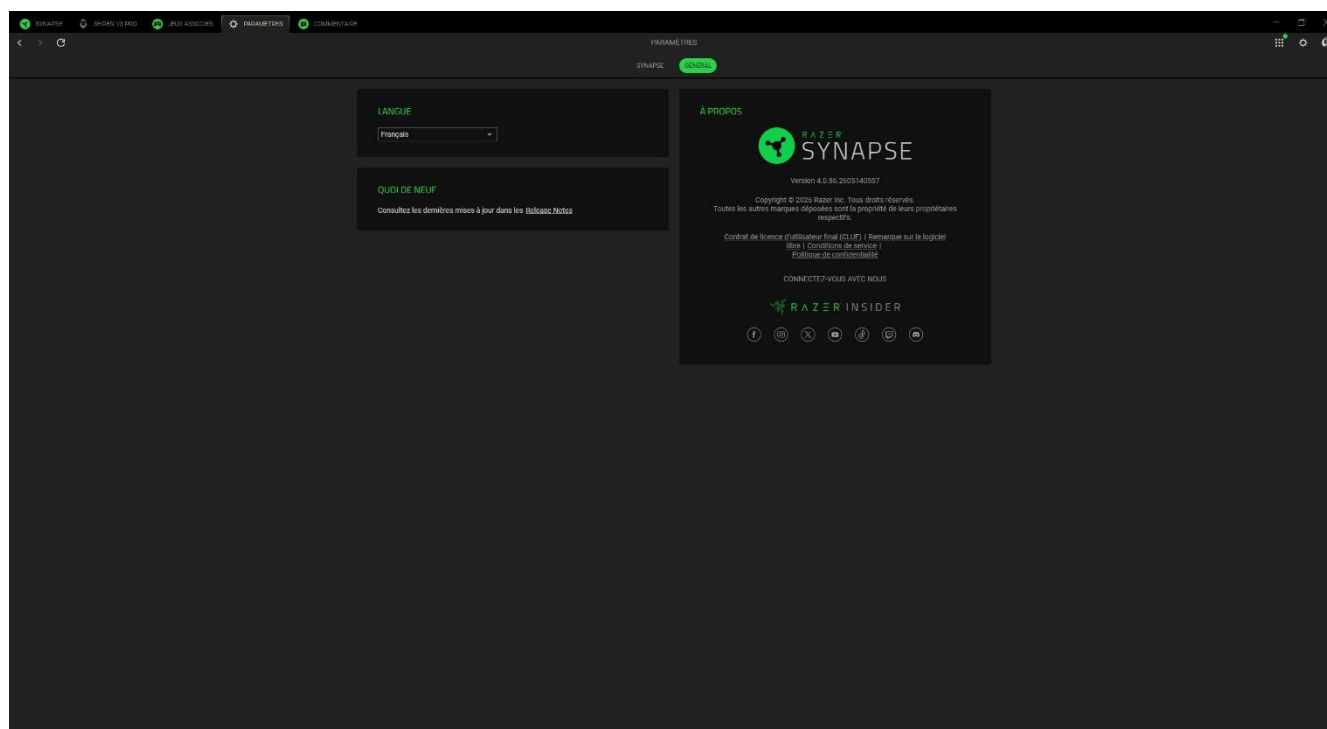 SYNAPSE
SEIREN V3 PRO
JEUX ASSOCIÉS
PARAMÈTRES
COMMENTAIRE
PARAMÈTRES
SYNAPSE
GÉNÉRAL
LANGUE
Français
QUOI DE NEUF
Consultez les dernières mises à jour dans les Release Notes
À PROPOS
RAZER
SYNAPSE
Version 4.0.86.2605140557
Copyright © 2026 Razer Inc. Tous droits réservés.
Toutes les autres marques déposées sont la propriété de leurs propriétaires
respectifs.
Contrat de licence d'utilisateur final (CLUF) | Remarque sur le logiciel
libre | Conditions de service |
Politique de confidentialité
CONNECTEZ-VOUS AVEC NOUS
RAZER INSIDER